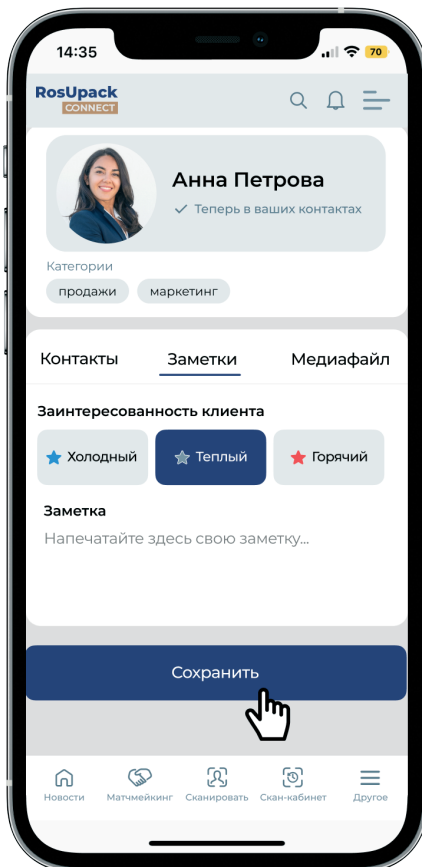 14:35
70
RosUpack
CONNECT
Анна Петрова
Теперь в ваших контактах
Категории
продажи маркетинг
Контакты Заметки Медиафайл
Заинтересованность клиента
Холодный Теплый Горячий
Заметка
Напечатайте здесь свою заметку...
Сохранить
Новости Матчмейкинг Сканировать Скан-кабинет Другое